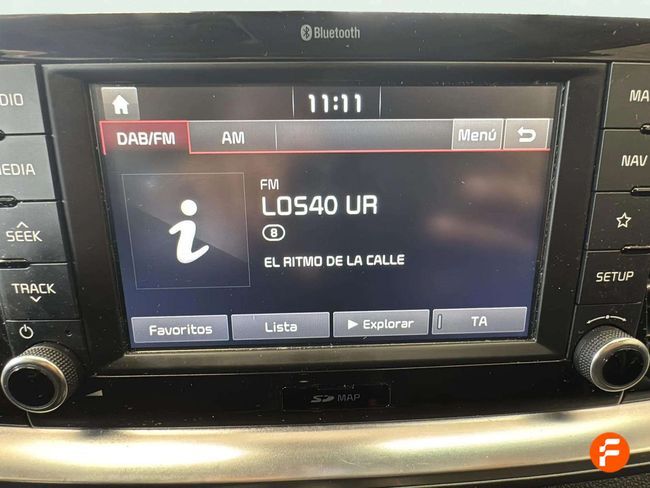 Bluetooth
DIO
MEDIA
SEEK
TRACK
11:11
DAB/FM
AM
Menú
FM
LOS40 UR
8
EL RITMO DE LA CALLE
Favoritos
Lista
Explorar
TA
MA
NAV
SETUP
SD MAP